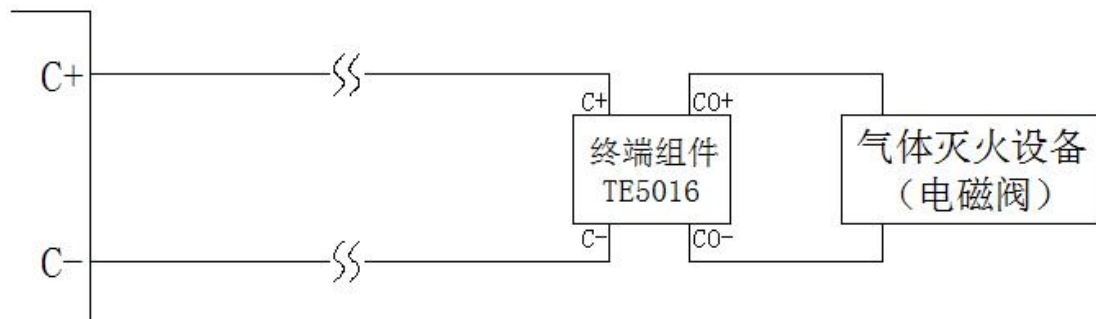 C+
C+
CO+
终端组件
TE5016
气体灭火设备
（电磁阀）
C-
CO-
C-